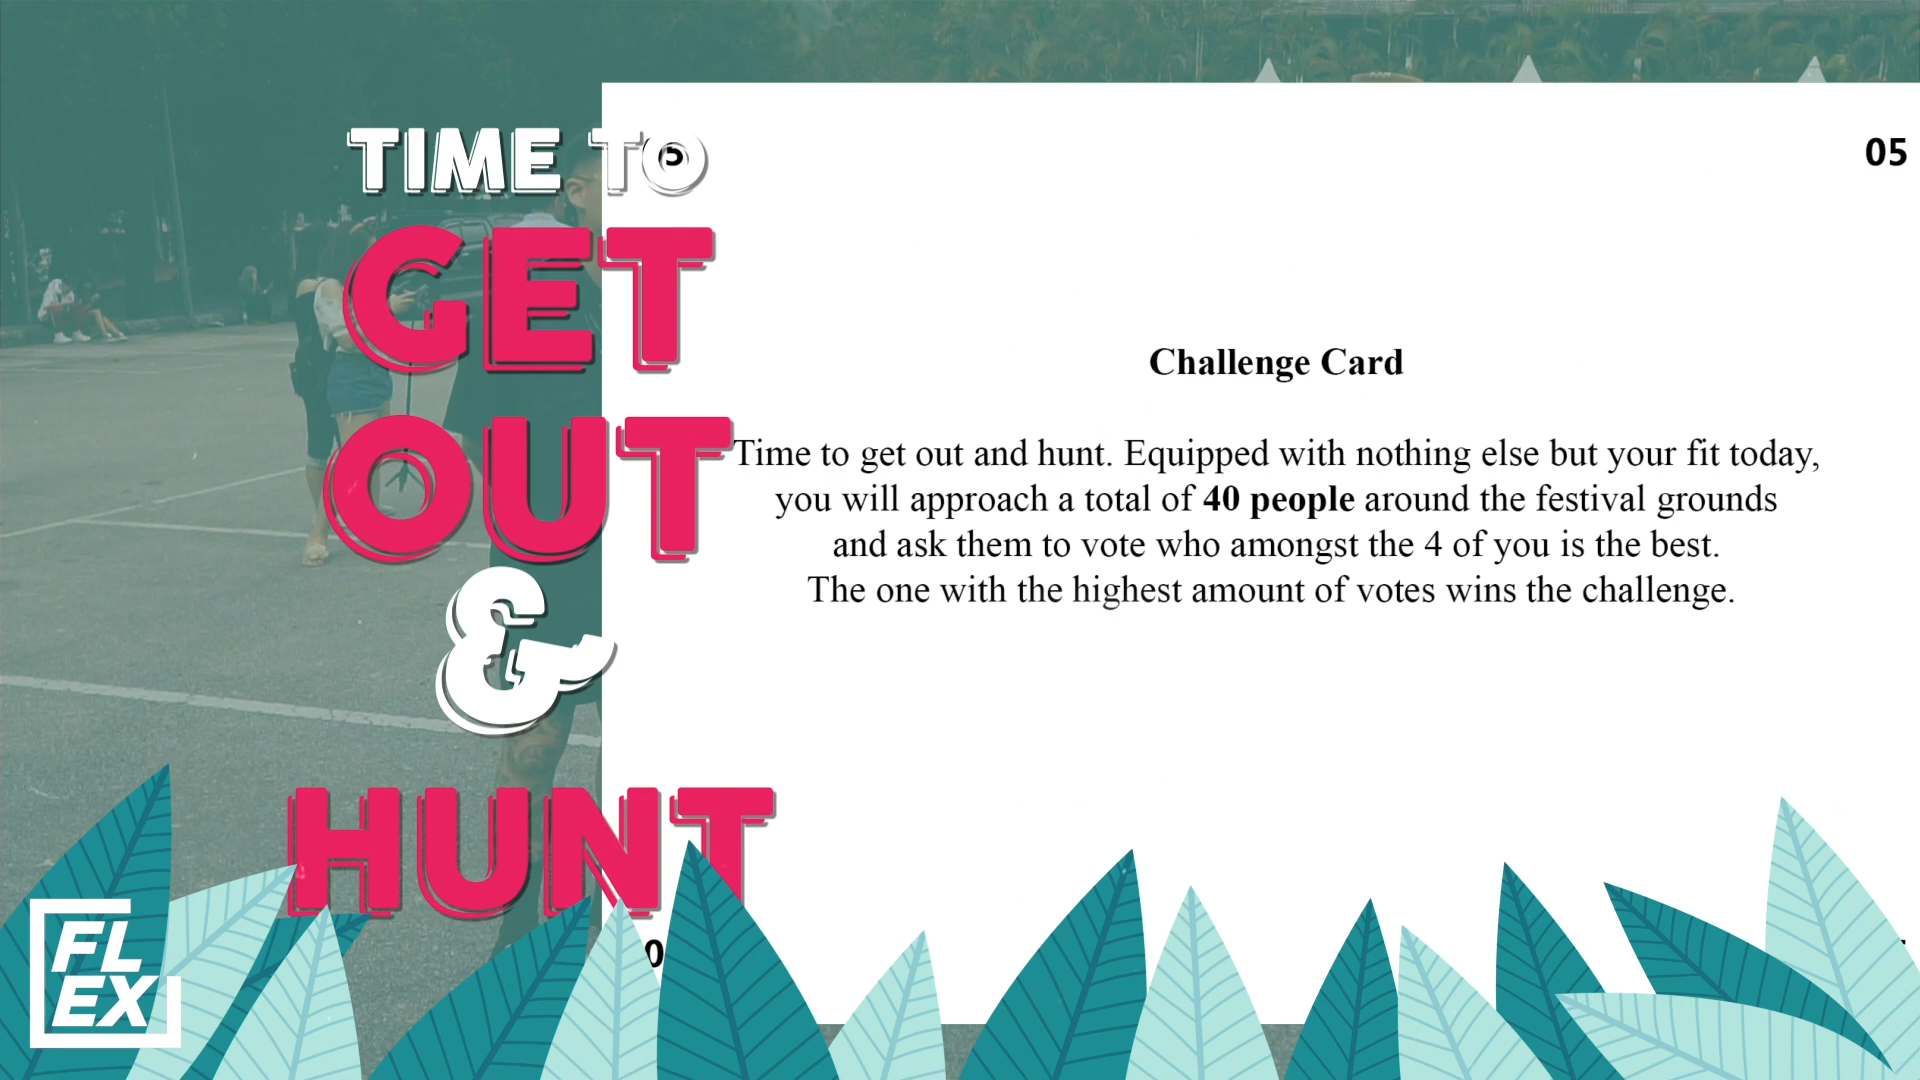 TIME TO
GET
OUT
&
HUNT
05
Challenge Card
Time to get out and hunt. Equipped with nothing else but your fit today,
you will approach a total of 40 people around the festival grounds
and ask them to vote who amongst the 4 of you is the best.
The one with the highest amount of votes wins the challenge.
FL
EX